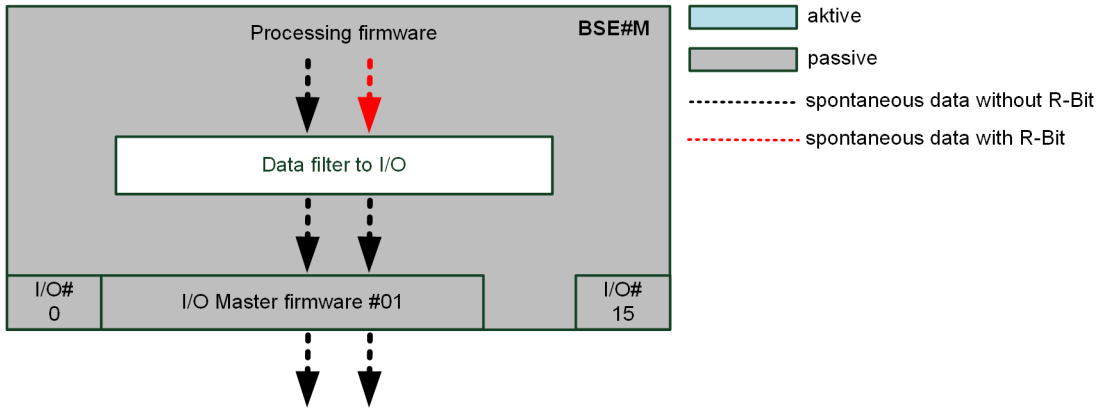 Processing firmware
BSE#M
Data filter to I/O
I/O#
0
I/O Master firmware #01
I/O#
15
aktive
passive
spontaneous data without R-Bit
spontaneous data with R-Bit